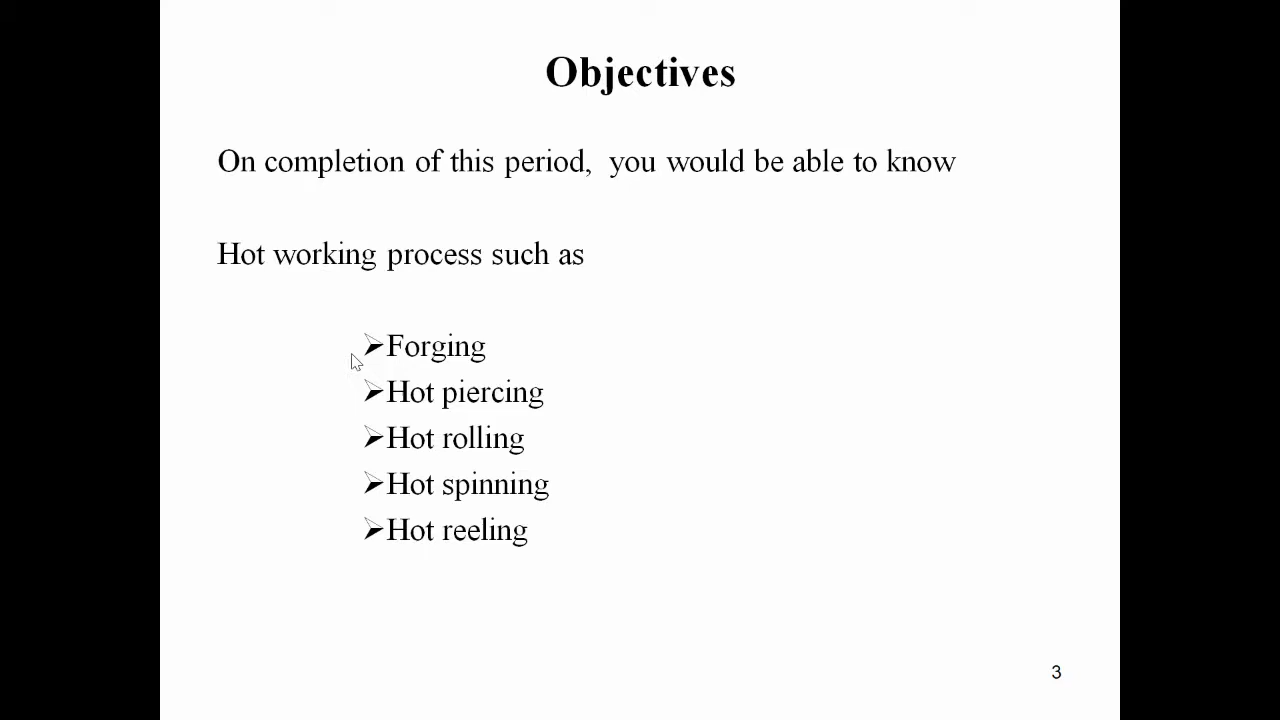 Objectives
On completion of this period, you would be able to know
Hot working process such as
➢Forging
➢Hot piercing
➢Hot rolling
➢Hot spinning
➢Hot reeling
3